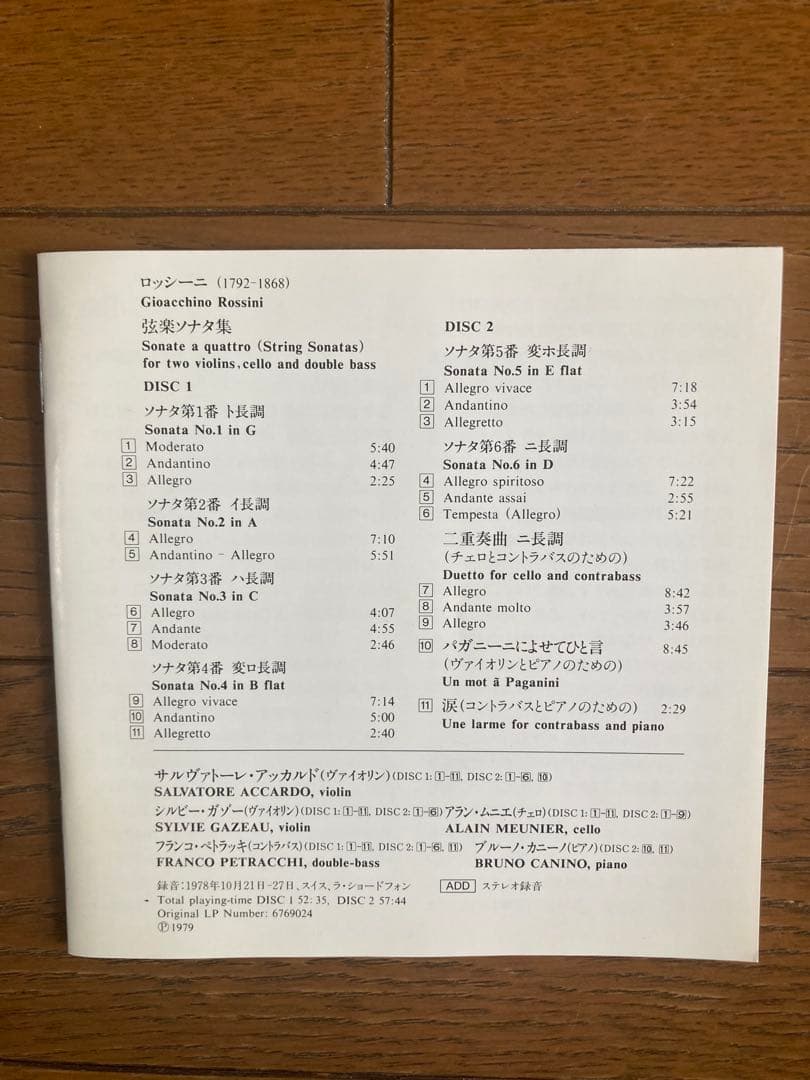 ロッシーニ (1792-1868)
Gioacchino Rossini
弦楽ソナタ集
Sonate a quattro (String Sonatas)
for two violins, cello and double bass
DISC 1
ソナタ第1番 ト長調
Sonata No.1 in G
1 Moderato 5:40
2 Andantino 4:47
3 Allegro 2:25
ソナタ第2番 イ長調
Sonata No.2 in A
4 Allegro 7:10
5 Andantino – Allegro 5:51
ソナタ第3番 ハ長調
Sonata No.3 in C
6 Allegro 4:07
7 Andante 4:55
8 Moderato 2:46
ソナタ第4番 変ロ長調
Sonata No.4 in B flat
9 Allegro vivace 7:14
10 Andantino 5:00
11 Allegretto 2:40
DISC 2
ソナタ第5番 変ホ長調
Sonata No.5 in E flat
1 Allegro vivace 7:18
2 Andantino 3:54
3 Allegretto 3:15
ソナタ第6番 ニ長調
Sonata No.6 in D
4 Allegro spiritoso 7:22
5 Andante assai 2:55
6 Tempesta (Allegro) 5:21
二重奏曲 ニ長調
(チェロとコントラバスのための)
Duetto for cello and contrabass
7 Allegro 8:42
8 Andante molto 3:57
9 Allegro 3:46
10 パガニーニによせてひと言 8:45
(ヴァイオリンとピアノのための)
Un mot ā Paganini
11 涙(コントラバスとピアノのための) 2:29
Une larme for contrabass and piano
サルヴァトーレ・アッカルド(ヴァイオリン)(DISC 1: 1-11, DISC 2: 1-6, 10)
SALVATORE ACCARDO, violin
シルビー・ガゾー(ヴァイオリン)(DISC 1: 1-11, DISC 2: 1-6) アラン・ムニエ(チェロ)(DISC 1: 1-11, DISC 2: 1-9)
SYLVIE GAZEAU, violin ALAIN MEUNIER, cello
フランコ・ペトラッキ(コントラバス)(DISC 1: 1-11, DISC 2: 1-6, 11) ブルーノ・カニーノ(ピアノ)(DISC 2: 10, 11)
FRANCO PETRACCHI, double-bass BRUNO CANINO, piano
録音:1978年10月21日-27日、スイス、ラ・ショードフォン ADD ステレオ録音
Total playing-time DISC 1 52:35, DISC 2 57:44
Original LP Number: 6769024
Ⓟ1979